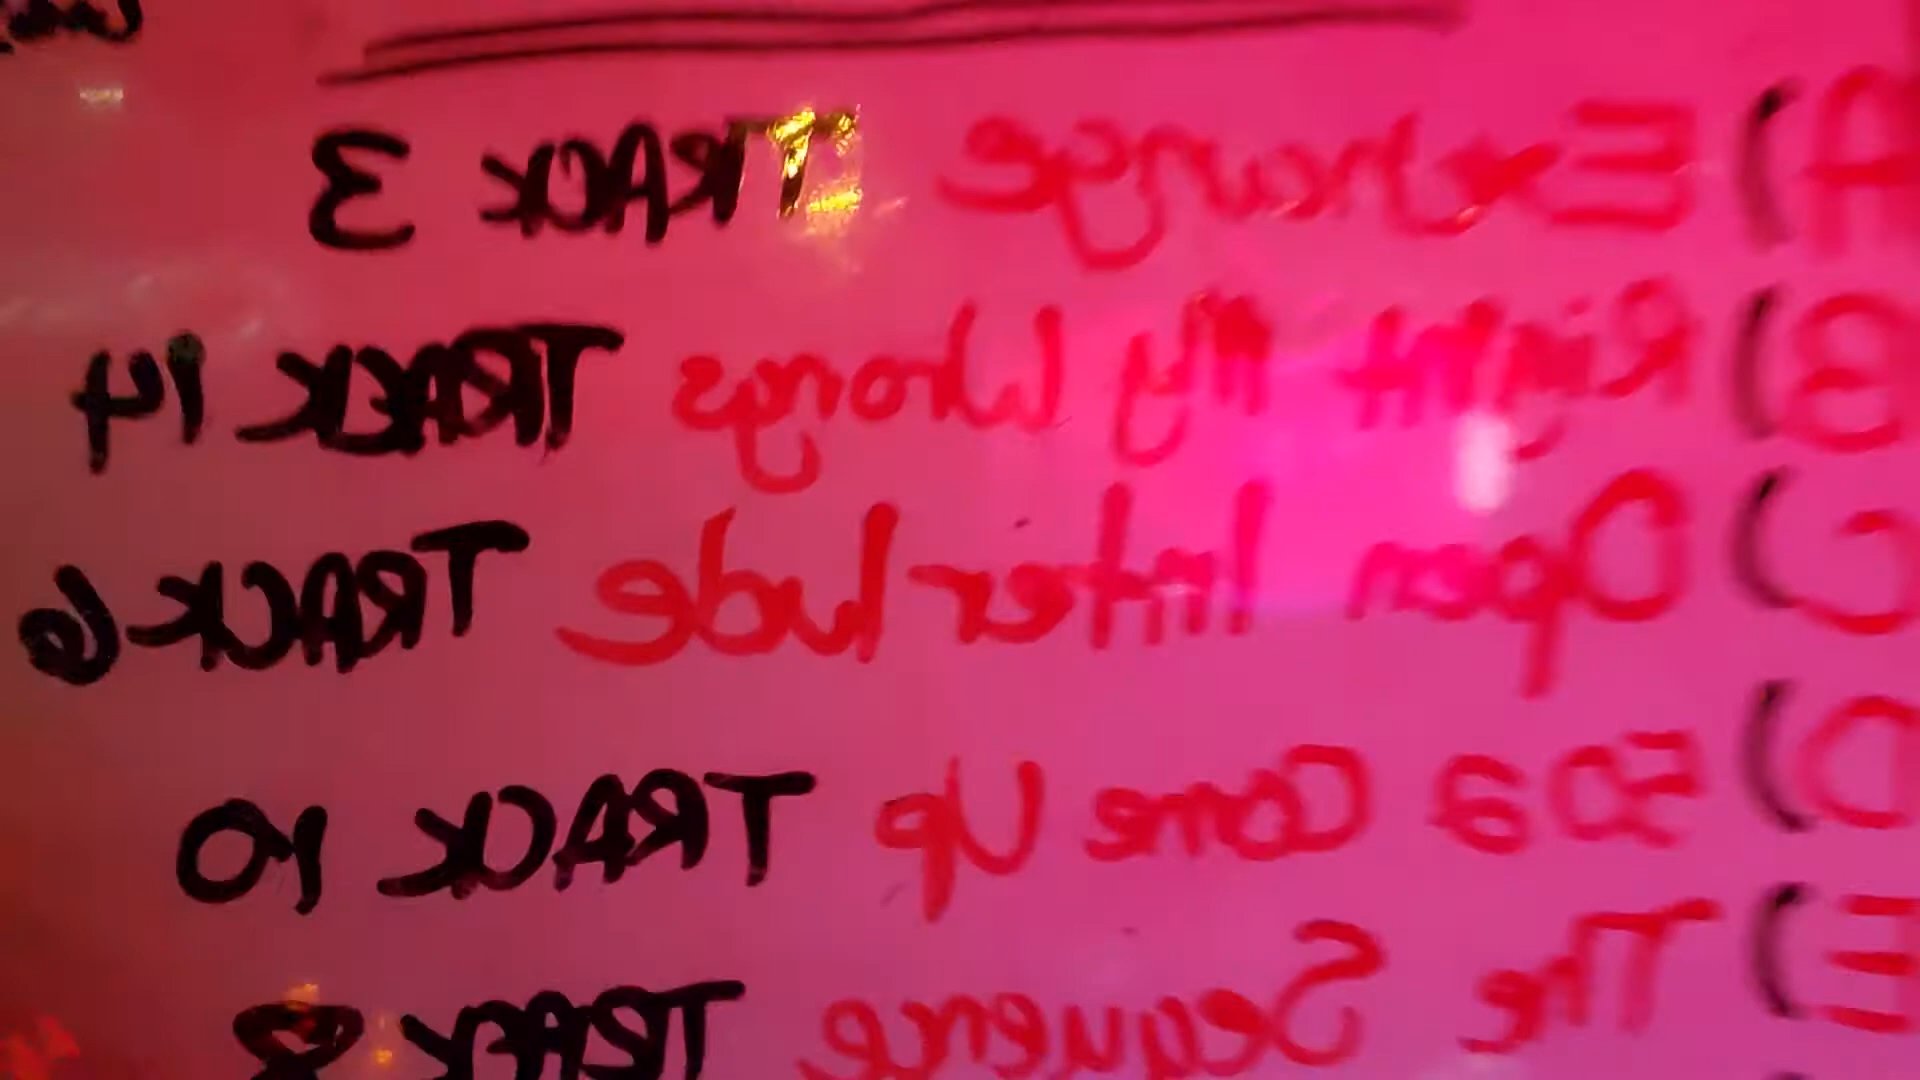 A) Exchange TRACK 3
B) Right My Wrongs TRACK 14
C) Open Interlude TRACK 6
D) 502 Come Up TRACK 10
E) The Sequence TRACK 8